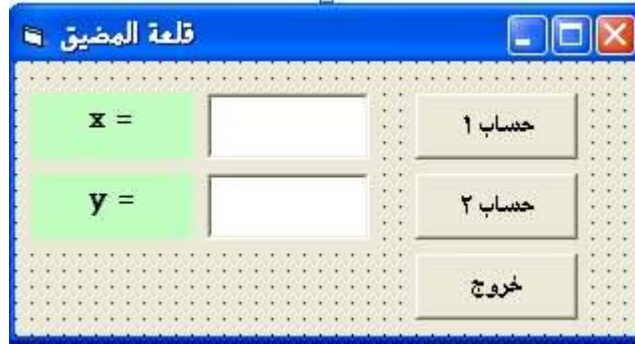 قلعة المضيق
x =
حساب ١
y =
حساب ٢
خروج